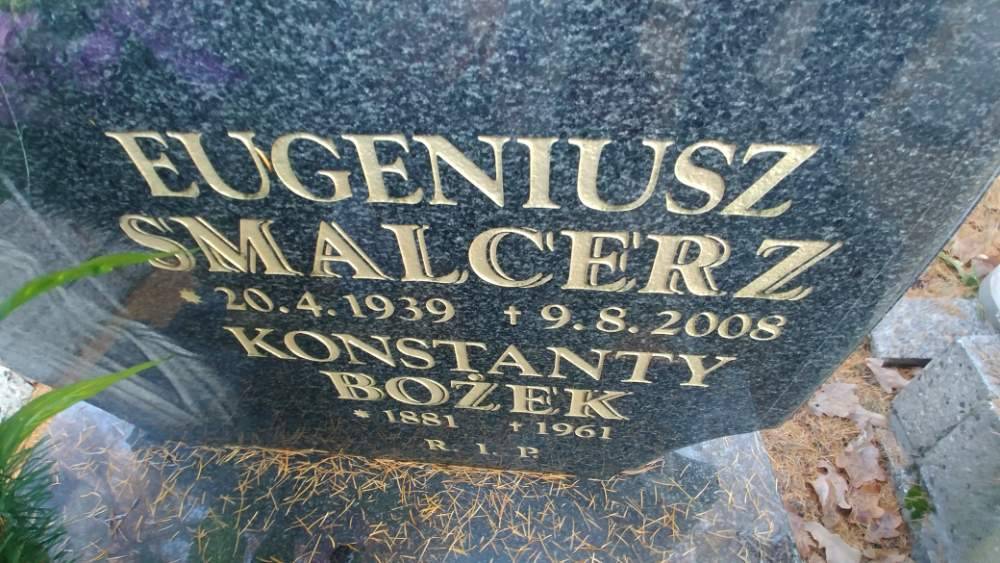 EUGENIUSZ
SMALCERZ
* 20.4.1939 † 9.8.2008
KONSTANTY
BOŻEK
* 1881 † 1961
R. I. P.